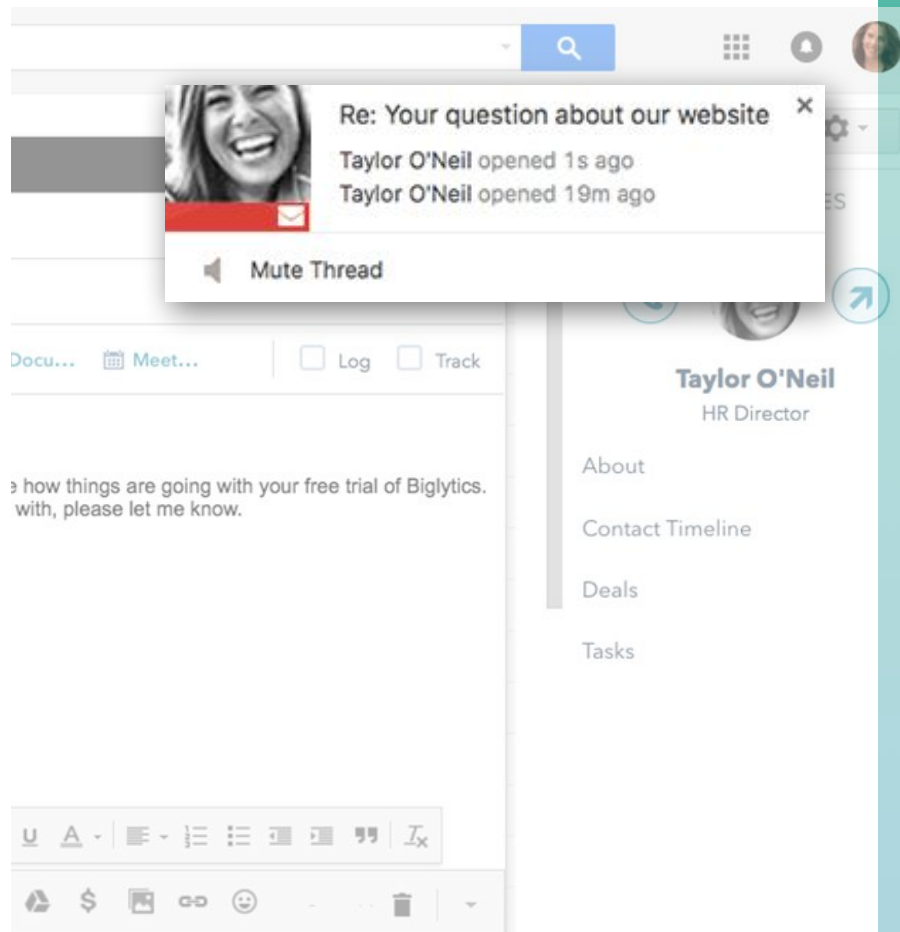 Re: Your question about our website
Taylor O'Neil opened 1s ago
Taylor O'Neil opened 19m ago
ES
Mute Thread
Docu...
Meet...
Log
Track
Taylor O'Neil
HR Director
About
e how things are going with your free trial of Biglytics.
with, please let me know.
Contact Timeline
Deals
Tasks